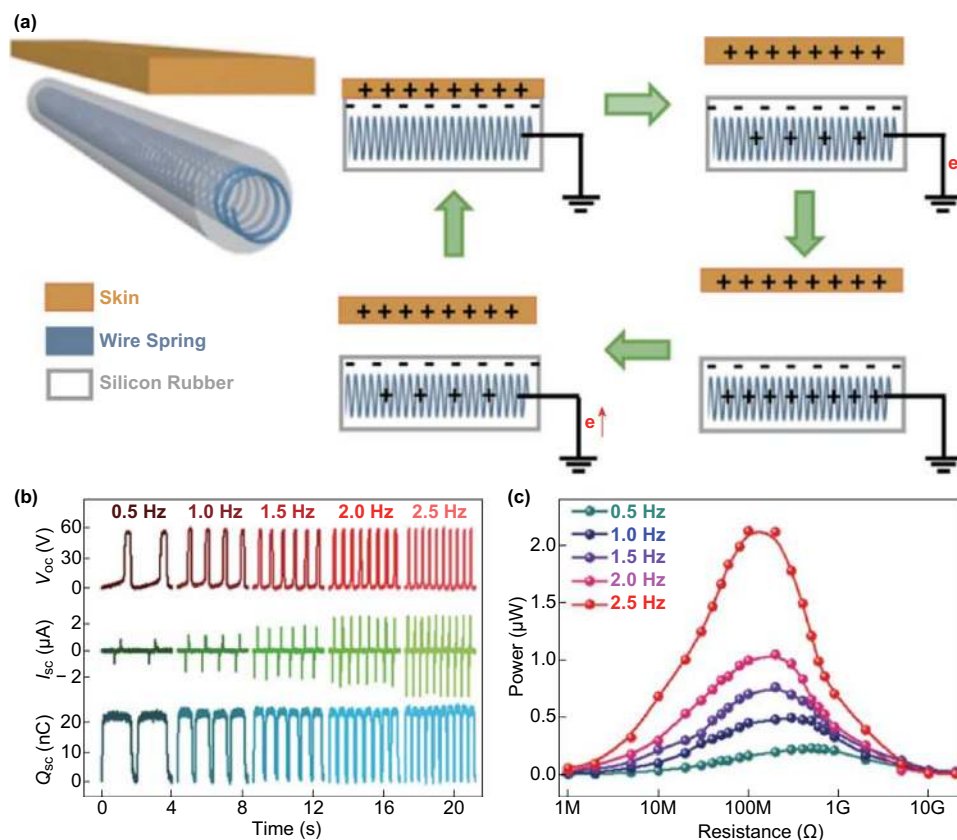 (a)
+ + + + + + + +
- - - - - - - -
+ + + + + + + +
- - - - - - - -
+ + + +
e
Skin
Wire Spring
Silicon Rubber
+ + + + + + + +
- - - - - - - -
+ + + +
e
+ + + + + + + +
- - - - - - - -
+ + + + + + + +
(b)
0.5 Hz 1.0 Hz 1.5 Hz 2.0 Hz 2.5 Hz
Voc (V)
60
30
0
Isc (μA)
2
0
−2
Qsc (nC)
20
10
0
0 4 8 12 16 20
Time (s)
(c)
0.5 Hz
1.0 Hz
1.5 Hz
2.0 Hz
2.5 Hz
Power (μW)
2.0
1.5
1.0
0.5
0.0
1M 10M 100M 1G 10G
Resistance (Ω)